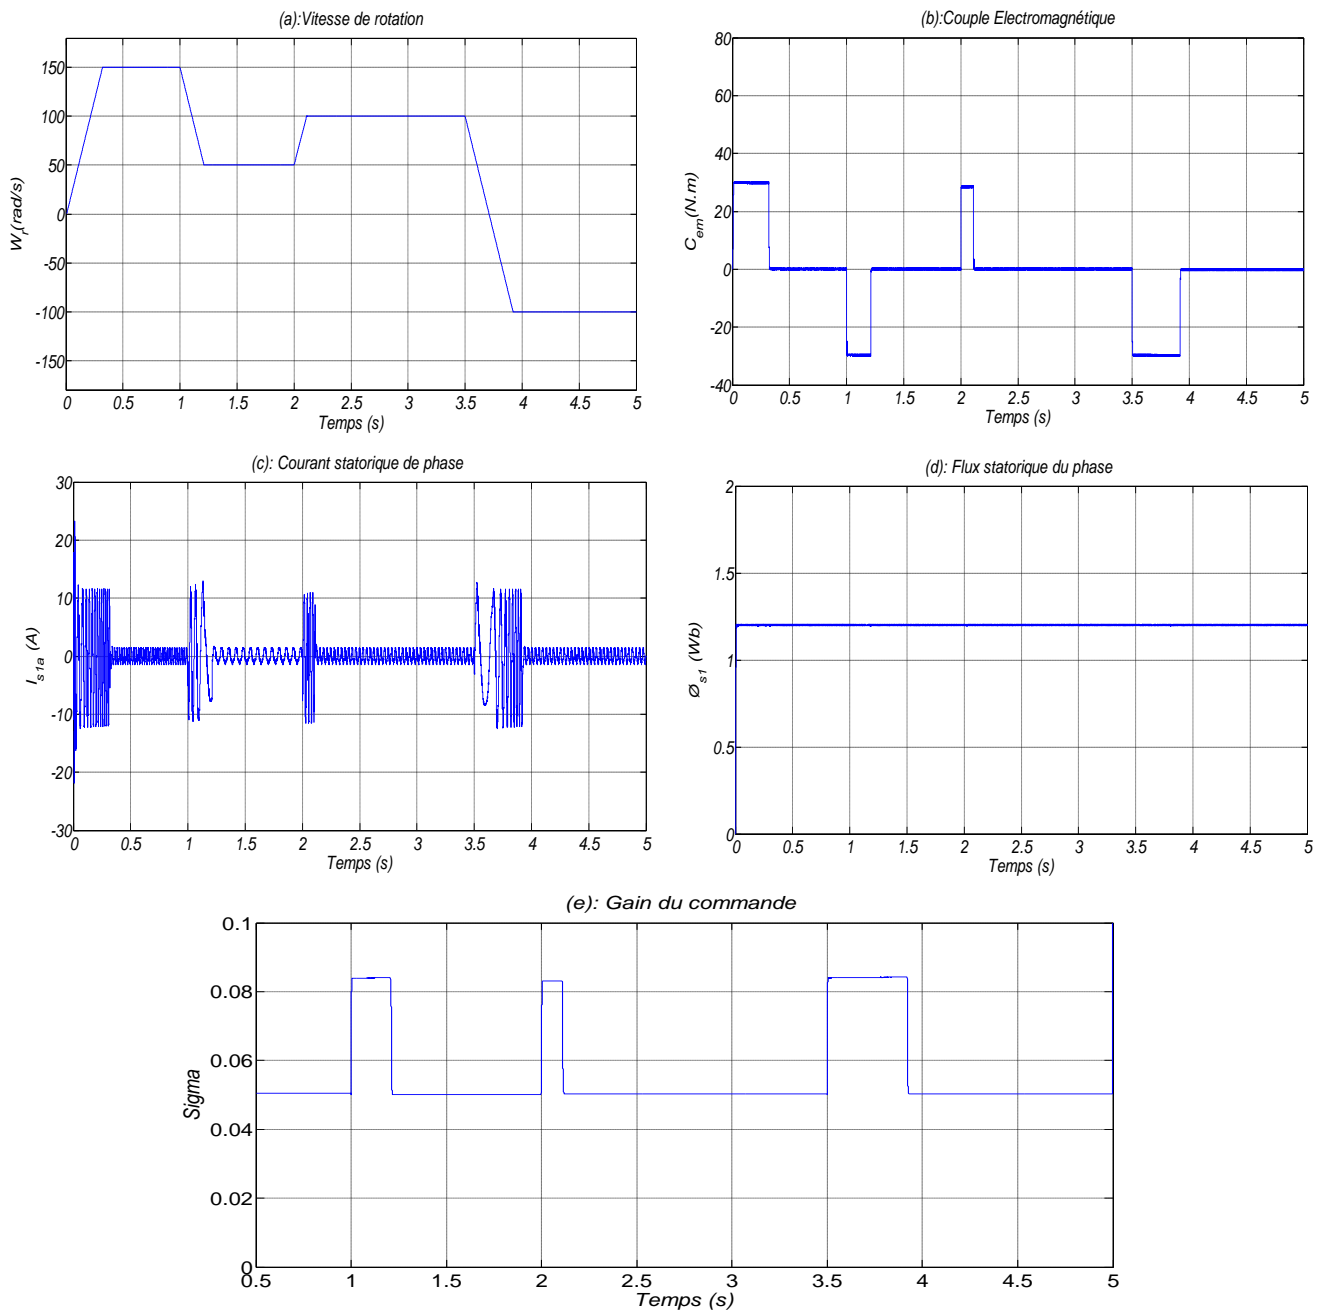 (a):Vitesse de rotation
150
100
50
0
-50
-100
-150
W_r(rad/s)
0 0.5 1 1.5 2 2.5 3 3.5 4 4.5 5
Temps (s)
(b):Couple Electromagnétique
80
60
40
20
0
-20
-40
C_em(N.m)
0 0.5 1 1.5 2 2.5 3 3.5 4 4.5 5
Temps (s)
(c): Courant statorique de phase
30
20
10
0
-10
-20
-30
I_s1a (A)
0 0.5 1 1.5 2 2.5 3 3.5 4 4.5 5
Temps (s)
(d): Flux statorique du phase
2
1.5
1
0.5
0
Ø_s1 (Wb)
0 0.5 1 1.5 2 2.5 3 3.5 4 4.5 5
Temps (s)
(e): Gain du commande
0.1
0.08
0.06
0.04
0.02
0
Sigma
0.5 1 1.5 2 2.5 3 3.5 4 4.5 5
Temps (s)